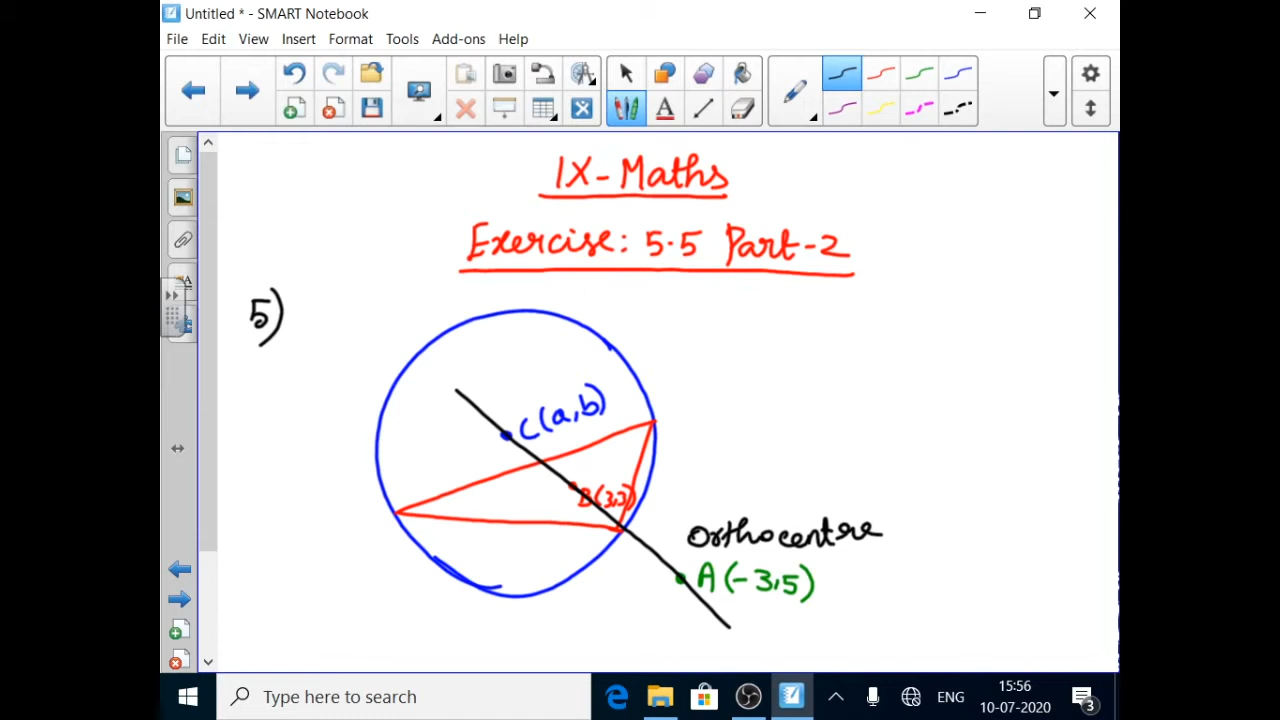 Untitled * - SMART Notebook
File Edit View Insert Format Tools Add-ons Help
IX-Maths
Exercise: 5.5 Part-2
5)
C(a,b)
B(3,3)
Orthocentre
A(-3,5)
Type here to search
ENG
15:56
10-07-2020
3